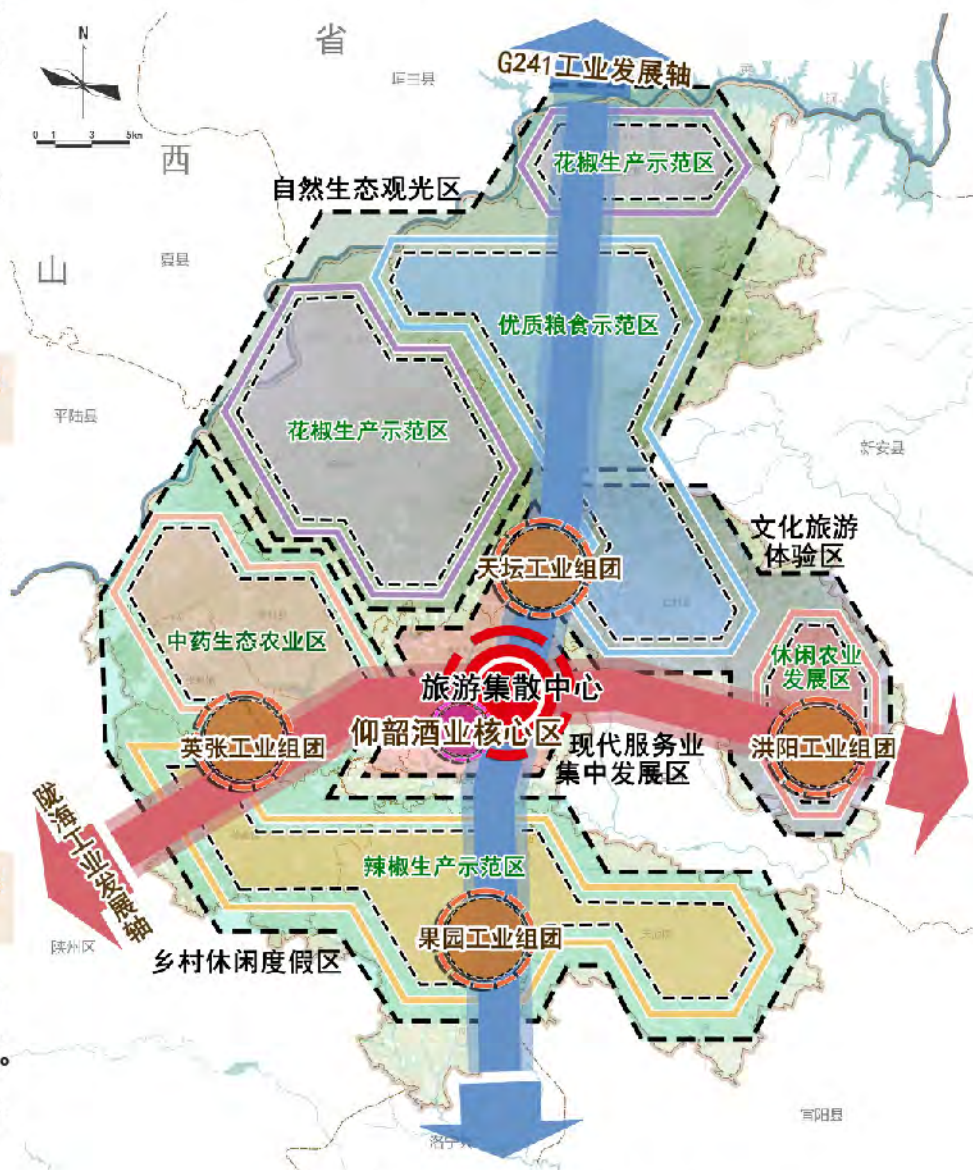 N
0 1 3 5km
省
西
山
垣曲县
夏县
平陆县
新安县
陕州区
宜阳县
G241工业发展轴
花椒生产示范区
自然生态观光区
优质粮食示范区
花椒生产示范区
文化旅游
体验区
天坛工业组团
中药生态农业区
休闲农业
发展区
旅游集散中心
仰韶酒业核心区
英张工业组团
现代服务业
集中发展区
洪阳工业组团
陇海工业发展轴
辣椒生产示范区
果园工业组团
乡村休闲度假区